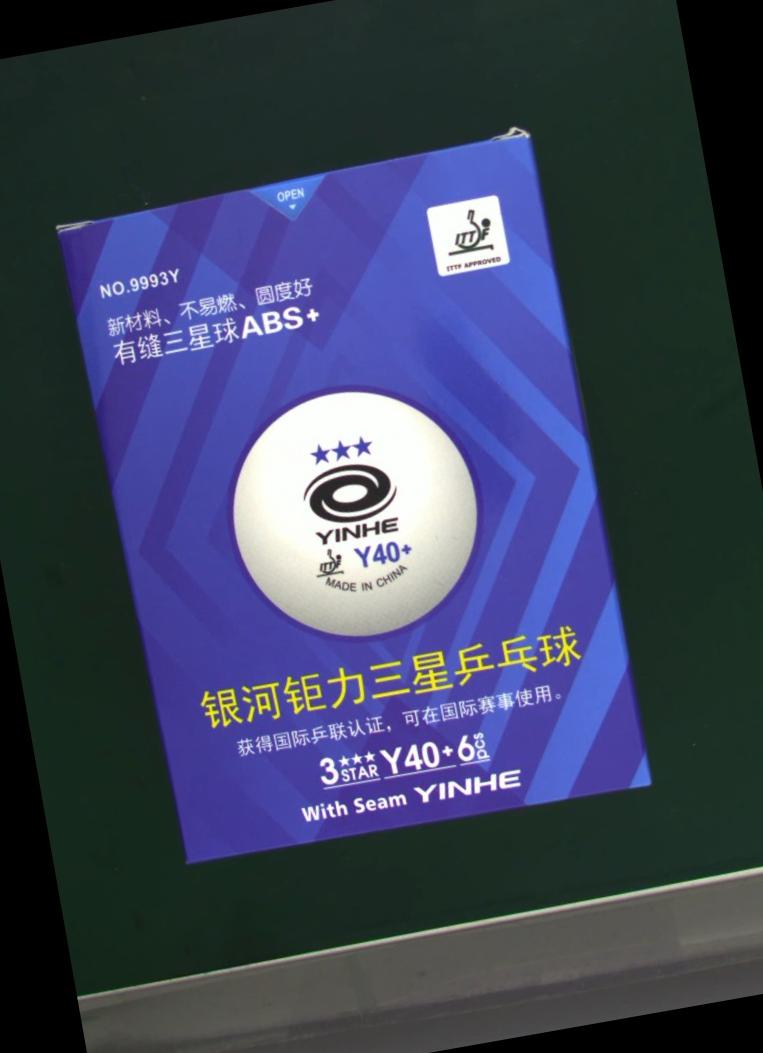 OPEN
ITTF
ITTF APPROVED
NO.9993Y
新材料、不易燃、圆度好
有缝三星球ABS+
YINHE
ITTF Y40+
MADE IN CHINA
银河钜力三星乒乓球
获得国际乒联认证，可在国际赛事使用。
3★★★STAR Y40+6pcs
With Seam YINHE